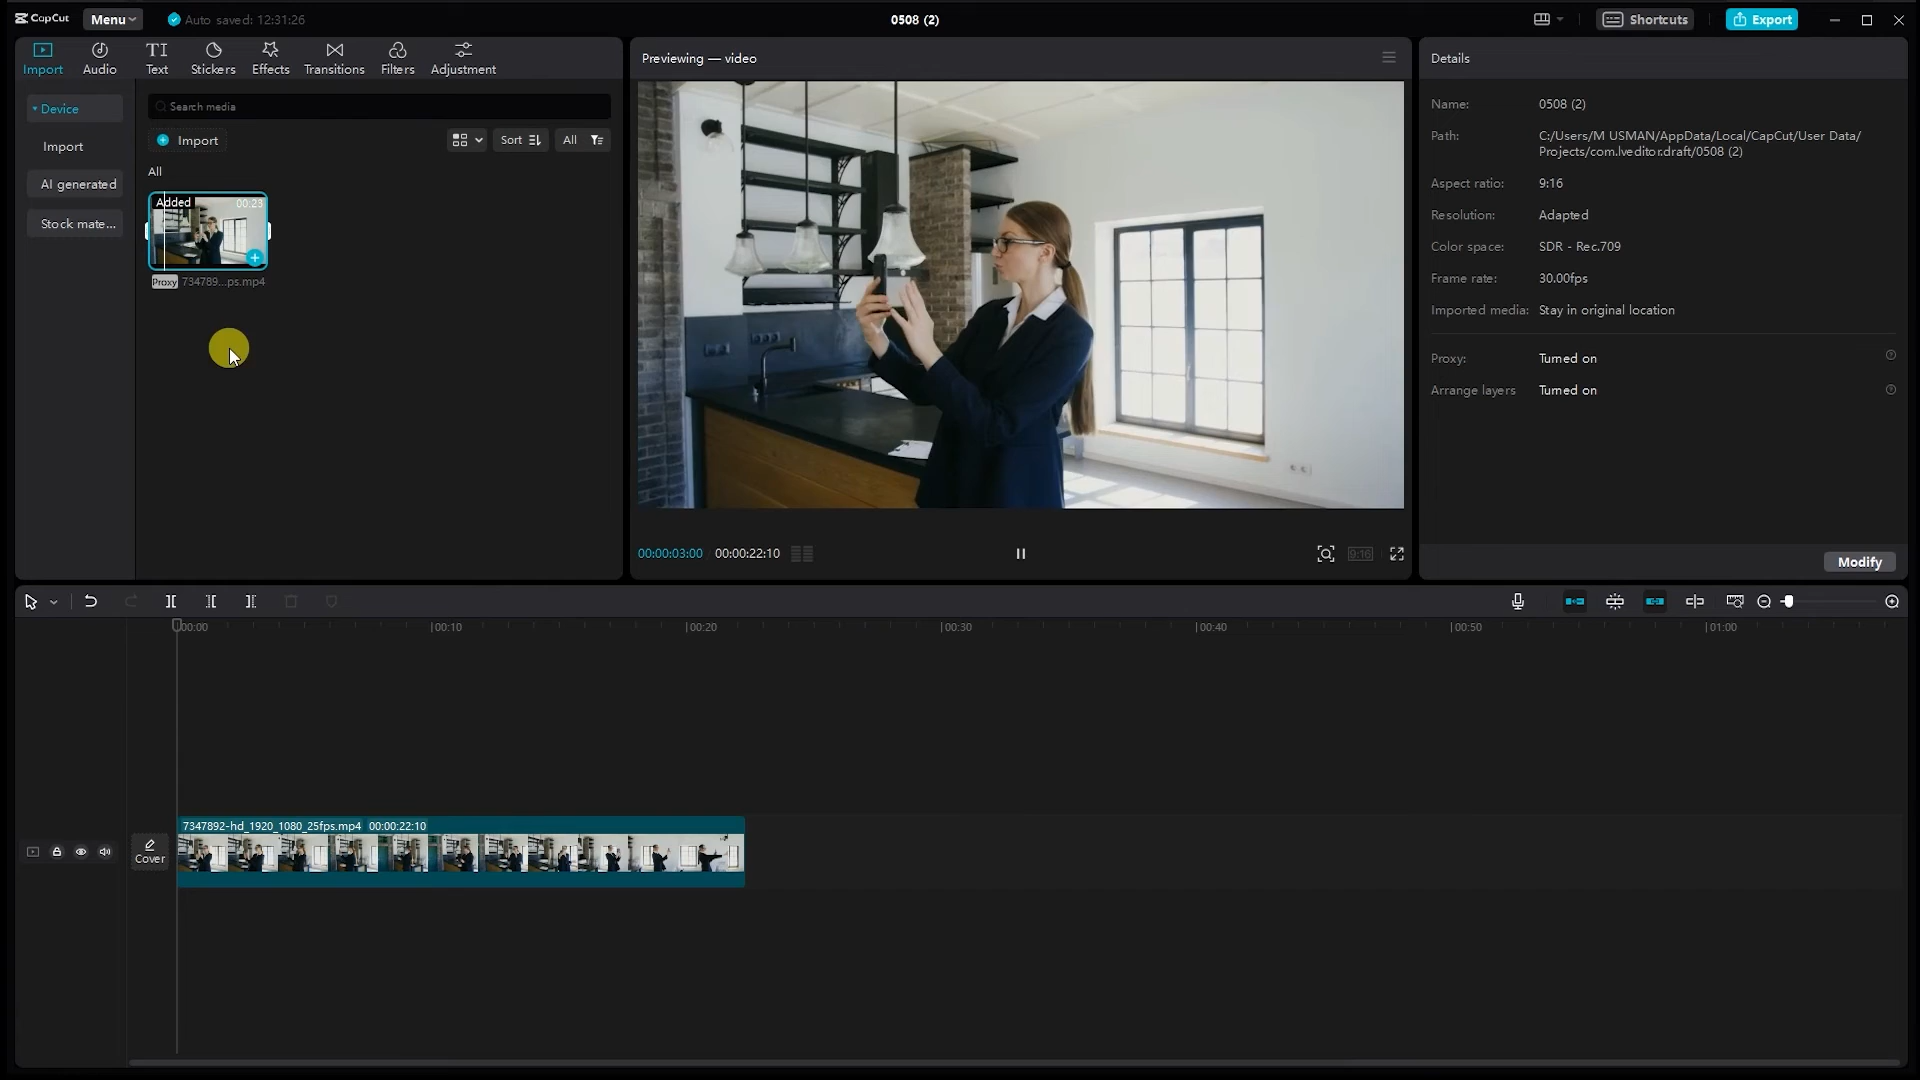 CapCut
Menu
Auto saved: 12:31:26
0508 (2)
Shortcuts
Export
Import
Audio
TI
Text
Stickers
Effects
Transitions
Filters
Adjustment
Device
Import
AI generated
Stock mate...
Search media
Import
Sort
All
All
Added
00:23
Proxy
734789...ps.mp4
Previewing — video
00:00:03:00
00:00:22:10
9:16
Details
Name:
0508 (2)
Path:
C:/Users/M USMAN/AppData/Local/CapCut/User Data/
Projects/com.lveditor.draft/0508 (2)
Aspect ratio:
9:16
Resolution:
Adapted
Color space:
SDR - Rec.709
Frame rate:
30.00fps
Imported media:
Stay in original location
Proxy:
Turned on
Arrange layers
Turned on
Modify
00:00
00:10
00:20
00:30
00:40
00:50
01:00
7347892-hd_1920_1080_25fps.mp4 00:00:22:10
Cover